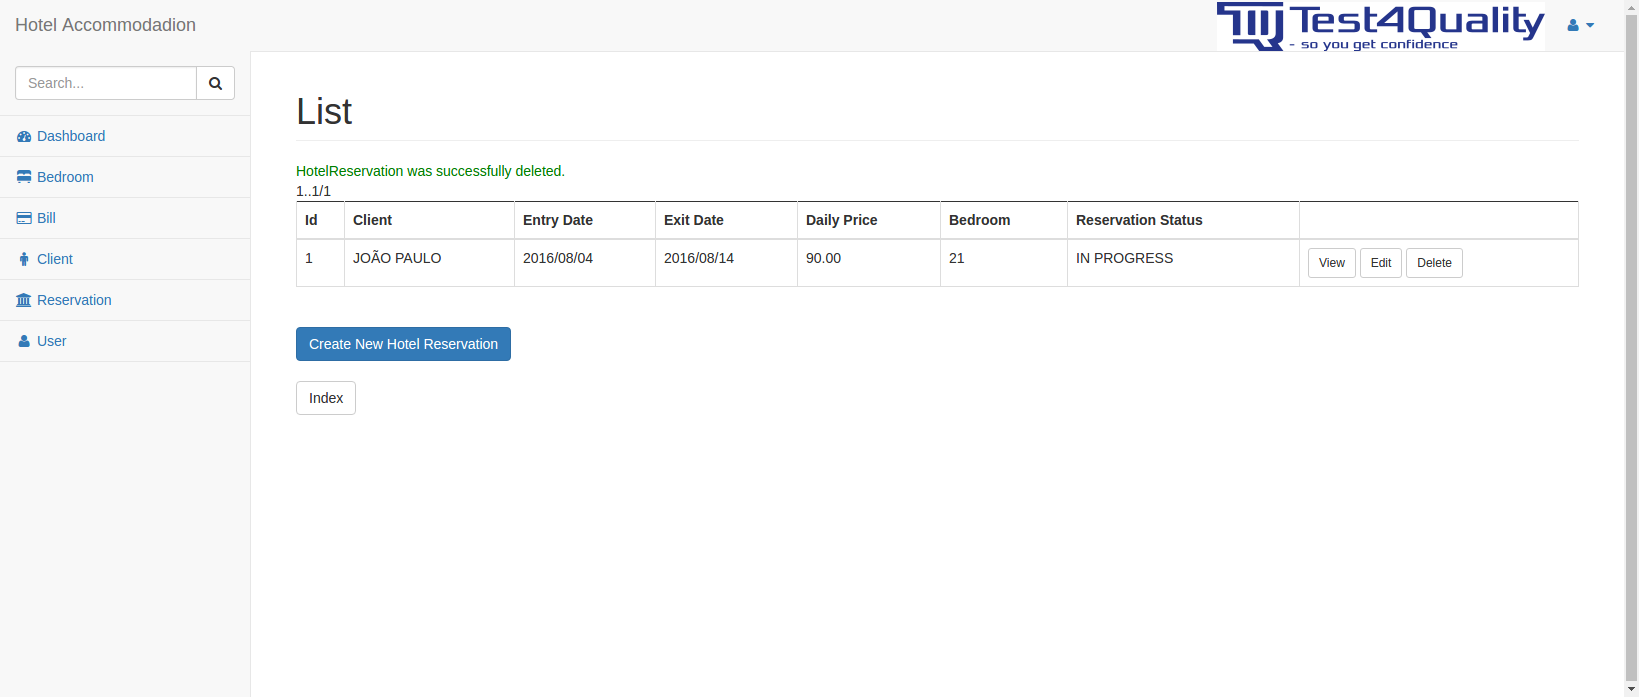 Hotel Accommodadion
Test4Quality
- so you get confidence
Search...
Dashboard
Bedroom
Bill
Client
Reservation
User
List
HotelReservation was successfully deleted.
1..1/1
Id Client Entry Date Exit Date Daily Price Bedroom Reservation Status
1 JOÃO PAULO 2016/08/04 2016/08/14 90.00 21 IN PROGRESS View Edit Delete
Create New Hotel Reservation
Index